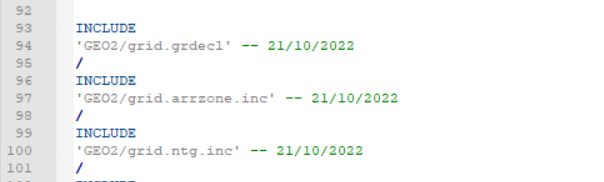 92
93 INCLUDE
94 'GEO2/grid.grdecl' -- 21/10/2022
95 /
96 INCLUDE
97 'GEO2/grid.arrzone.inc' -- 21/10/2022
98 /
99 INCLUDE
100 'GEO2/grid.ntg.inc' -- 21/10/2022
101 /